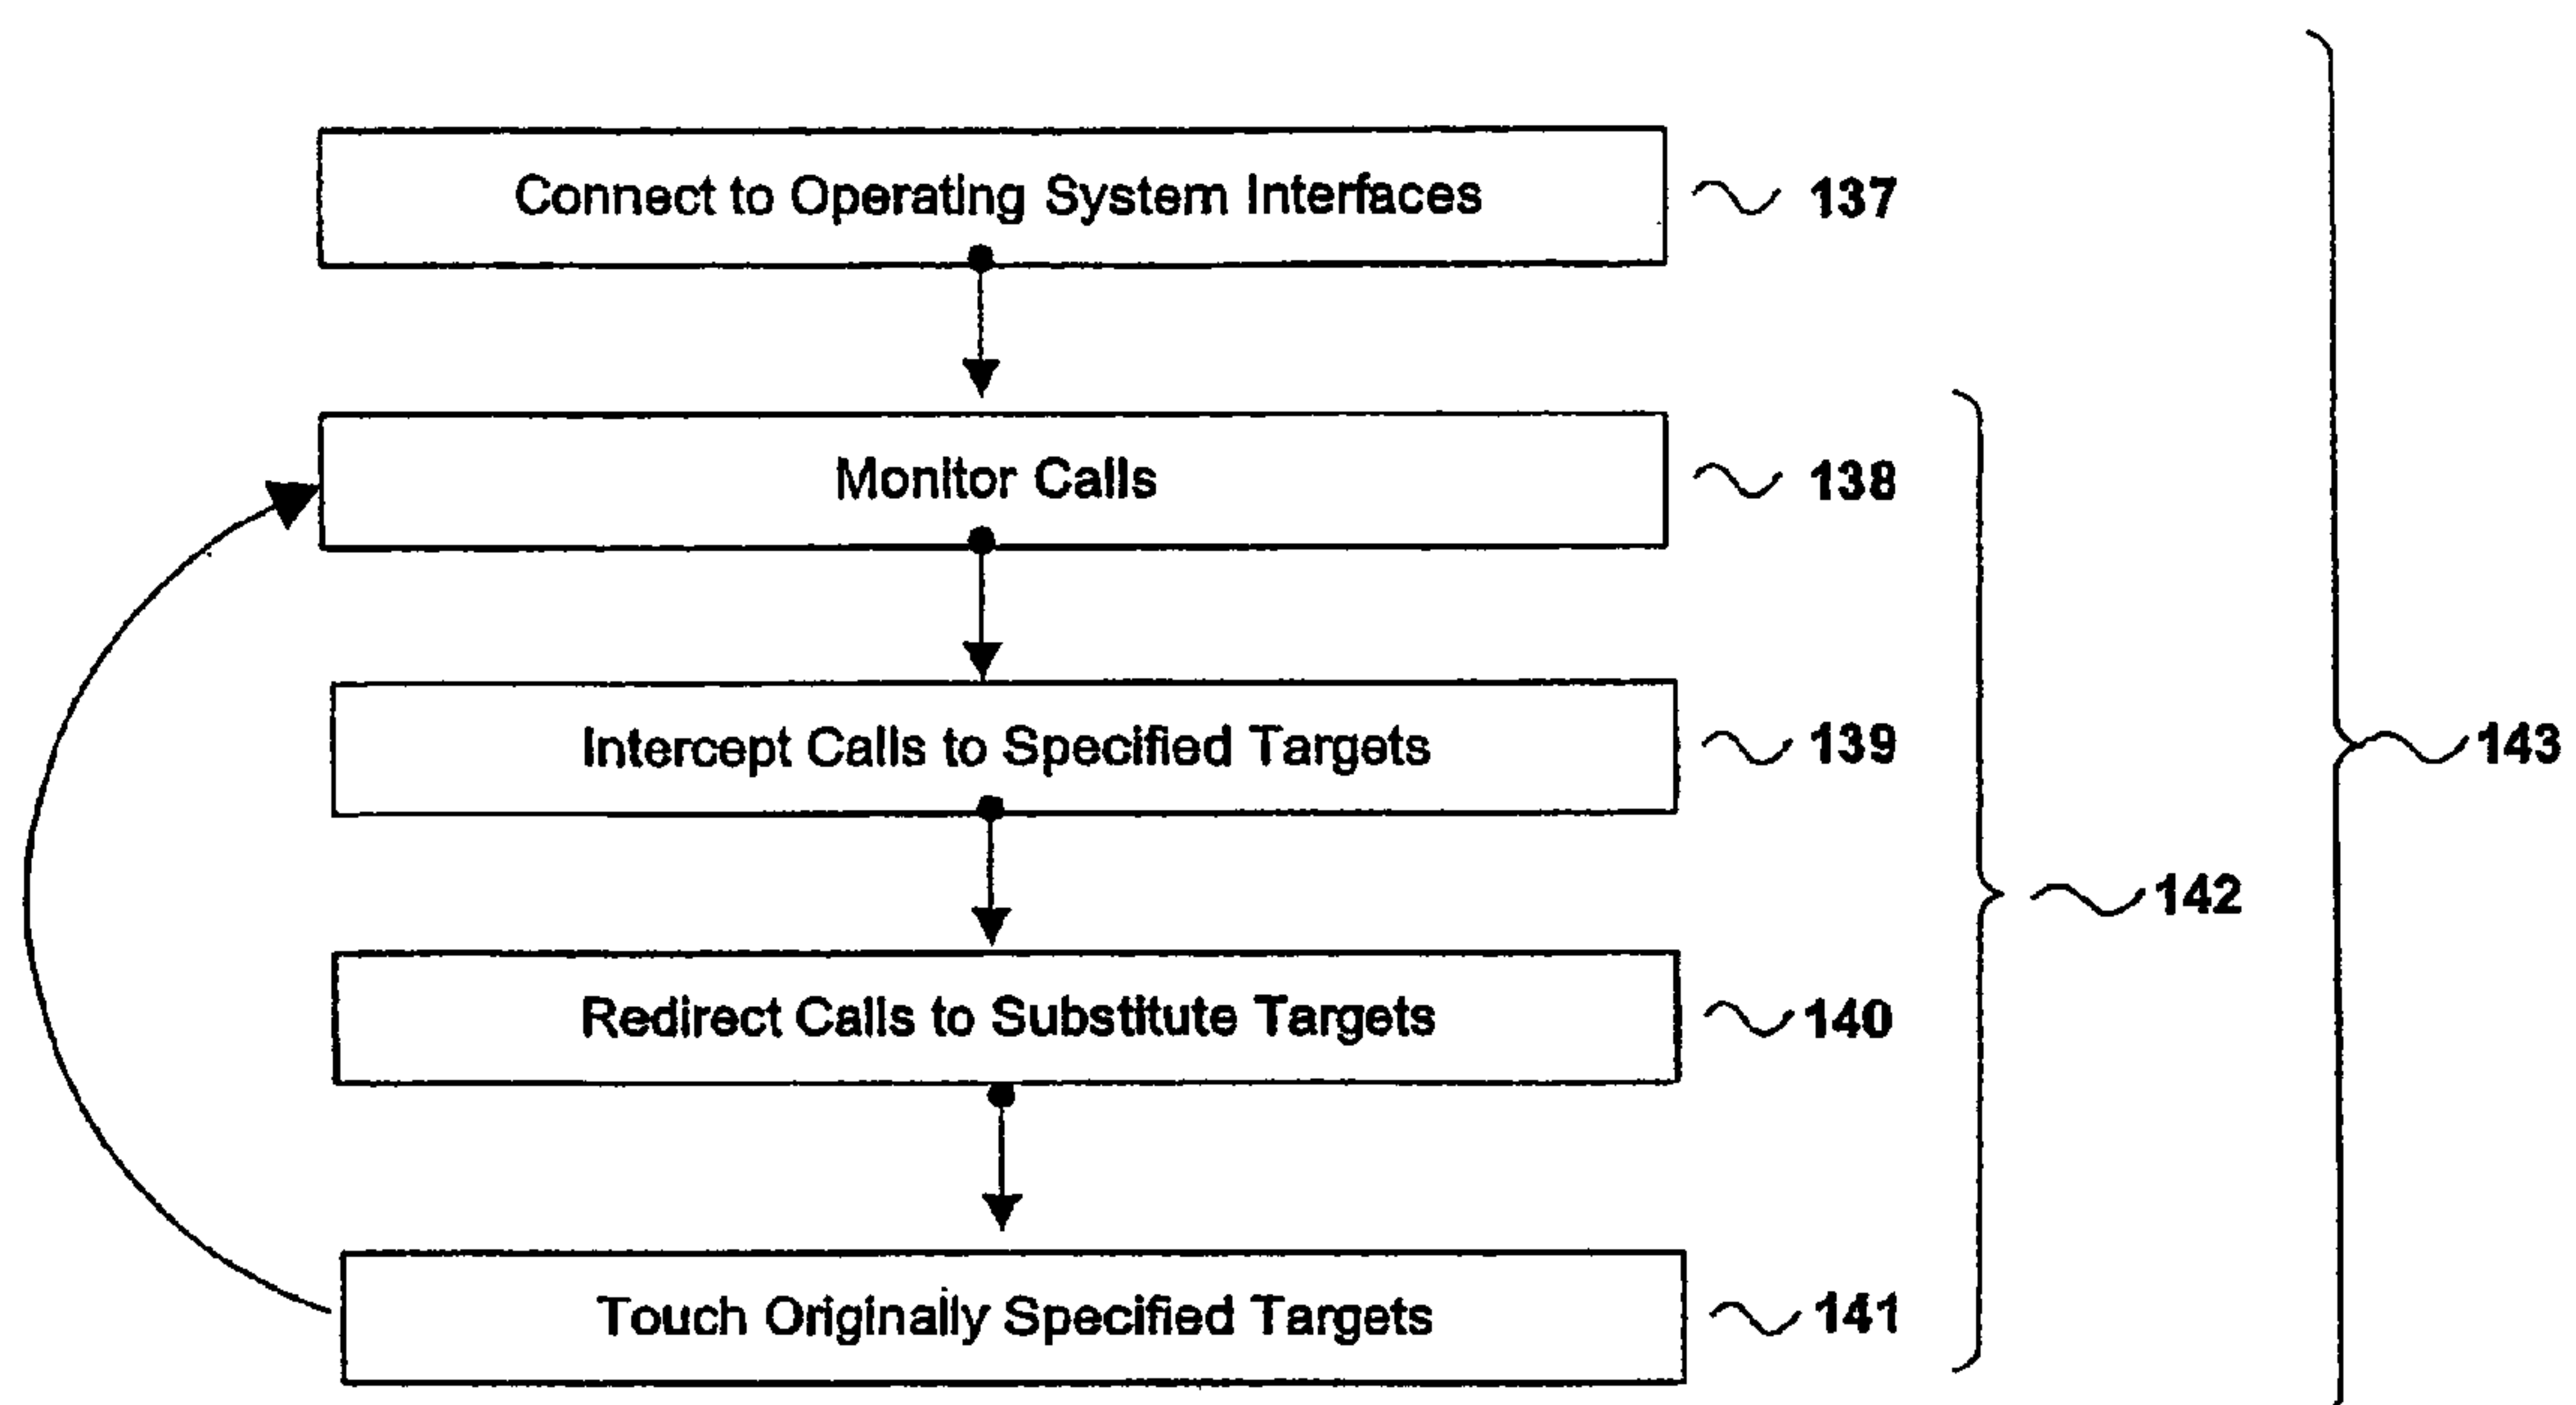 Connect to Operating System Interfaces 137
Monitor Calls 138
Intercept Calls to Specified Targets 139
143
142
Redirect Calls to Substitute Targets 140
Touch Originally Specified Targets 141